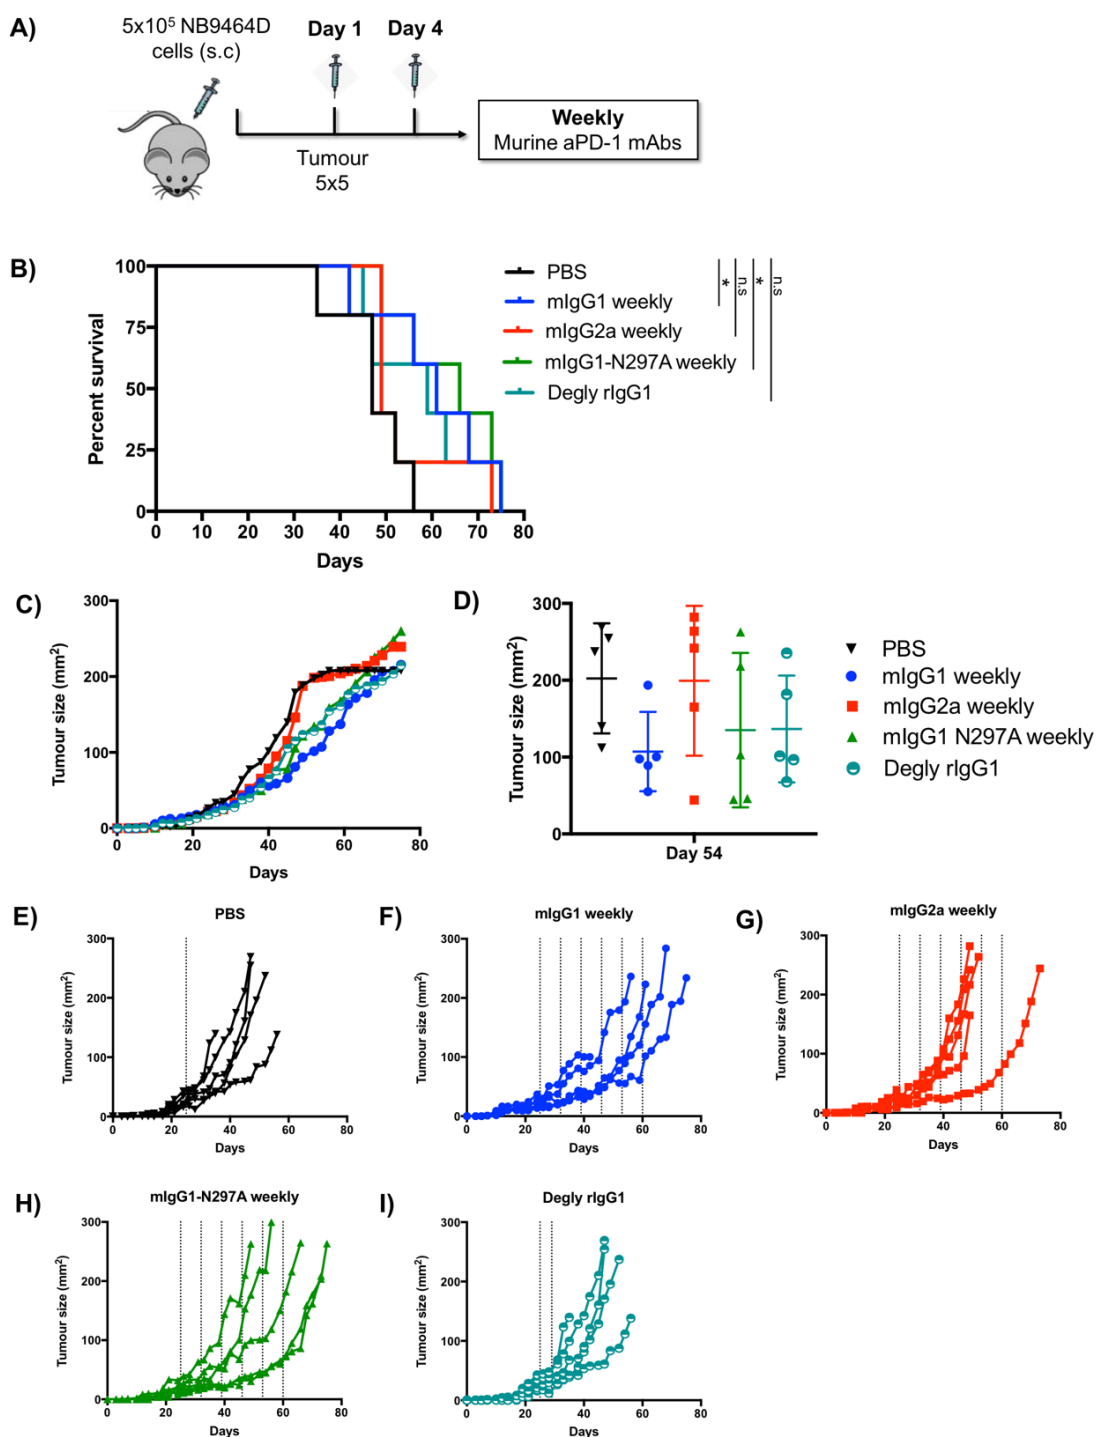 A)
5x10⁵ NB9464D
cells (s.c)
Day 1
Day 4
Tumour
5x5
Weekly
Murine aPD-1 mAbs
B)
Percent survival
100
75
50
25
0
0 10 20 30 40 50 60 70 80
Days
PBS
mIgG1 weekly
mIgG2a weekly
mIgG1-N297A weekly
Degly rIgG1
*
n.s
*
n.s
C)
Tumour size (mm²)
300
200
100
0
0 20 40 60 80
Days
D)
Tumour size (mm²)
300
200
100
0
Day 54
PBS
mIgG1 weekly
mIgG2a weekly
mIgG1 N297A weekly
Degly rIgG1
E)
PBS
Tumour size (mm²)
300
200
100
0
0 20 40 60 80
Days
F)
mIgG1 weekly
Tumour size (mm²)
300
200
100
0
0 20 40 60 80
Days
G)
mIgG2a weekly
Tumour size (mm²)
300
200
100
0
0 20 40 60 80
Days
H)
mIgG1-N297A weekly
Tumour size (mm²)
300
200
100
0
0 20 40 60 80
Days
I)
Degly rIgG1
Tumour size (mm²)
300
200
100
0
0 20 40 60 80
Days